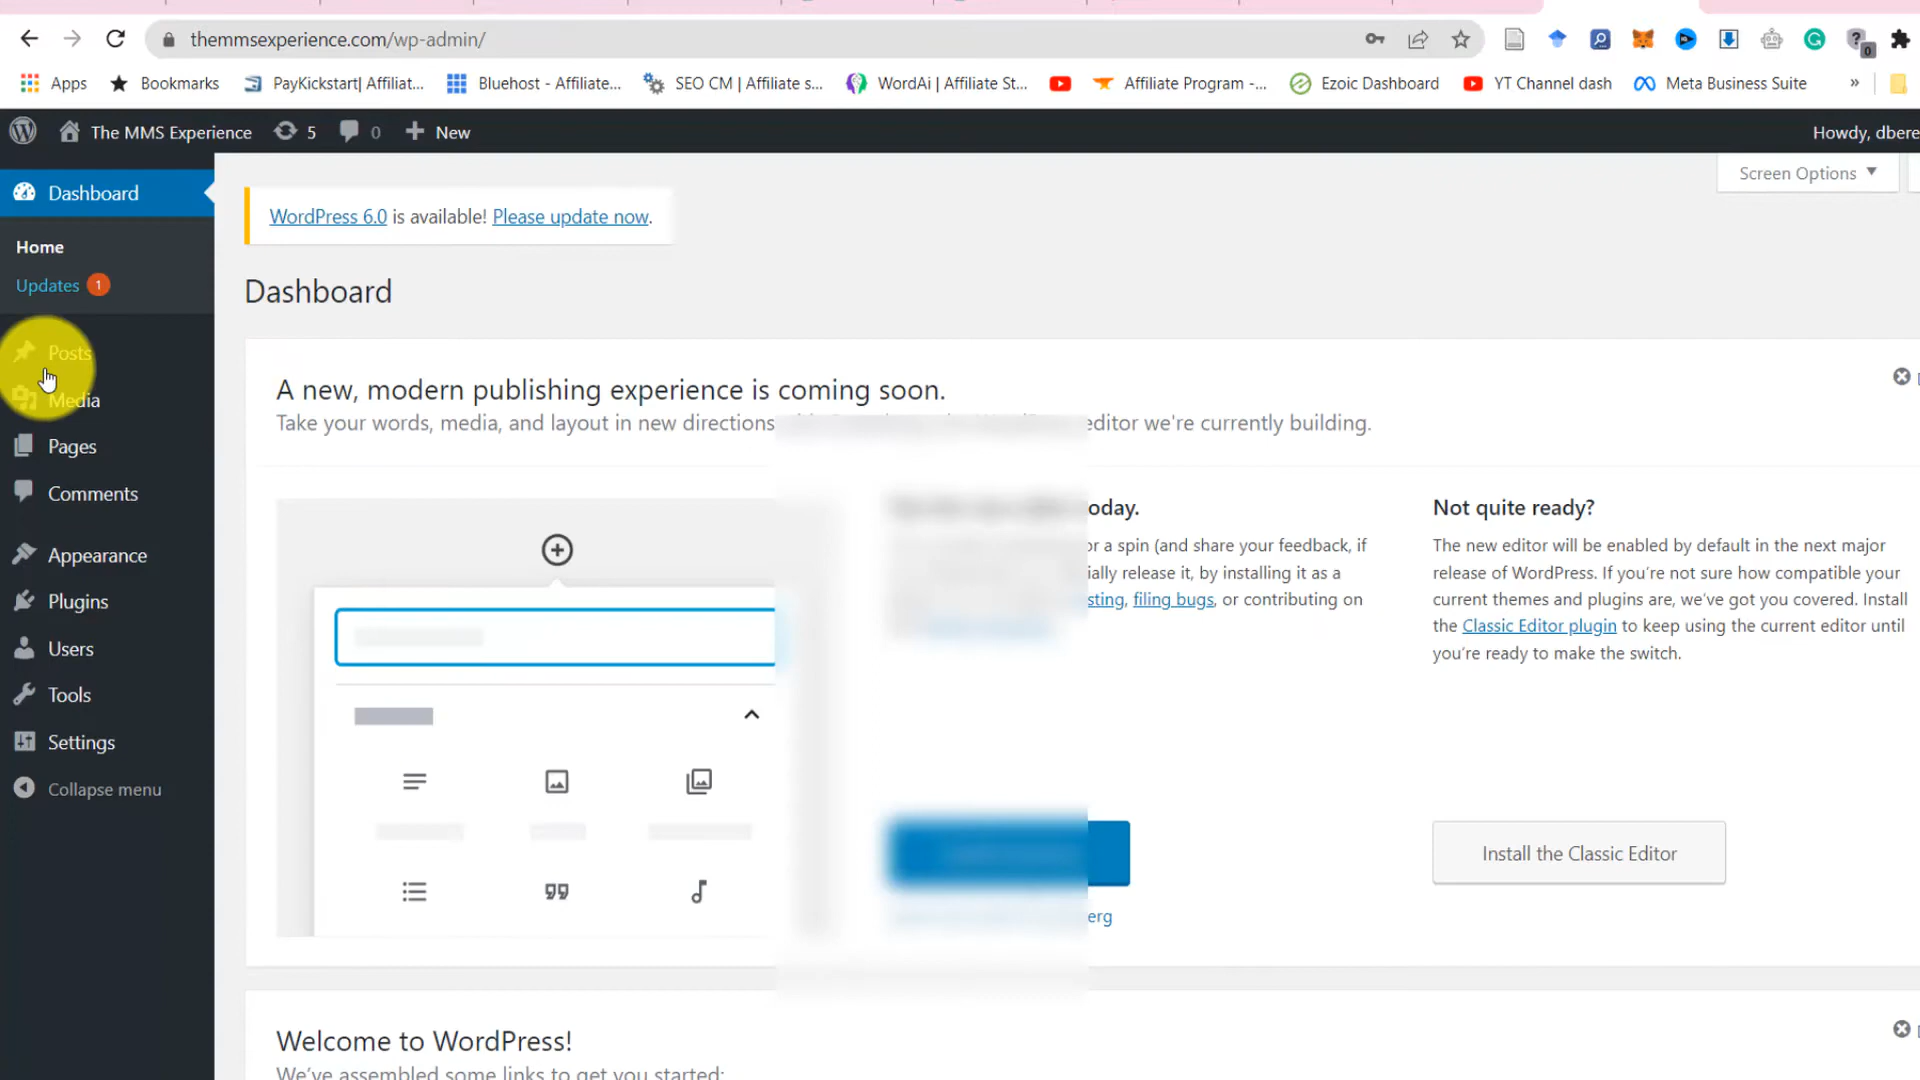 themmsexperience.com/wp-admin/
Apps
Bookmarks
PayKickstart| Affiliat...
Bluehost - Affiliate...
SEO CM | Affiliate s...
WordAi | Affiliate St...
Affiliate Program -...
Ezoic Dashboard
YT Channel dash
Meta Business Suite
»
The MMS Experience
5
0
New
Howdy, dbere
Screen Options
Dashboard
Home
Updates 1
Posts
Media
Pages
Comments
Appearance
Plugins
Users
Tools
Settings
Collapse menu
WordPress 6.0 is available! Please update now.
Dashboard
A new, modern publishing experience is coming soon.
Take your words, media, and layout in new directions
editor we're currently building.
oday.
or a spin (and share your feedback, if
ially release it, by installing it as a
sting, filing bugs, or contributing on
erg
Not quite ready?
The new editor will be enabled by default in the next major
release of WordPress. If you're not sure how compatible your
current themes and plugins are, we've got you covered. Install
the Classic Editor plugin to keep using the current editor until
you're ready to make the switch.
Install the Classic Editor
Welcome to WordPress!
We've assembled some links to get you started: